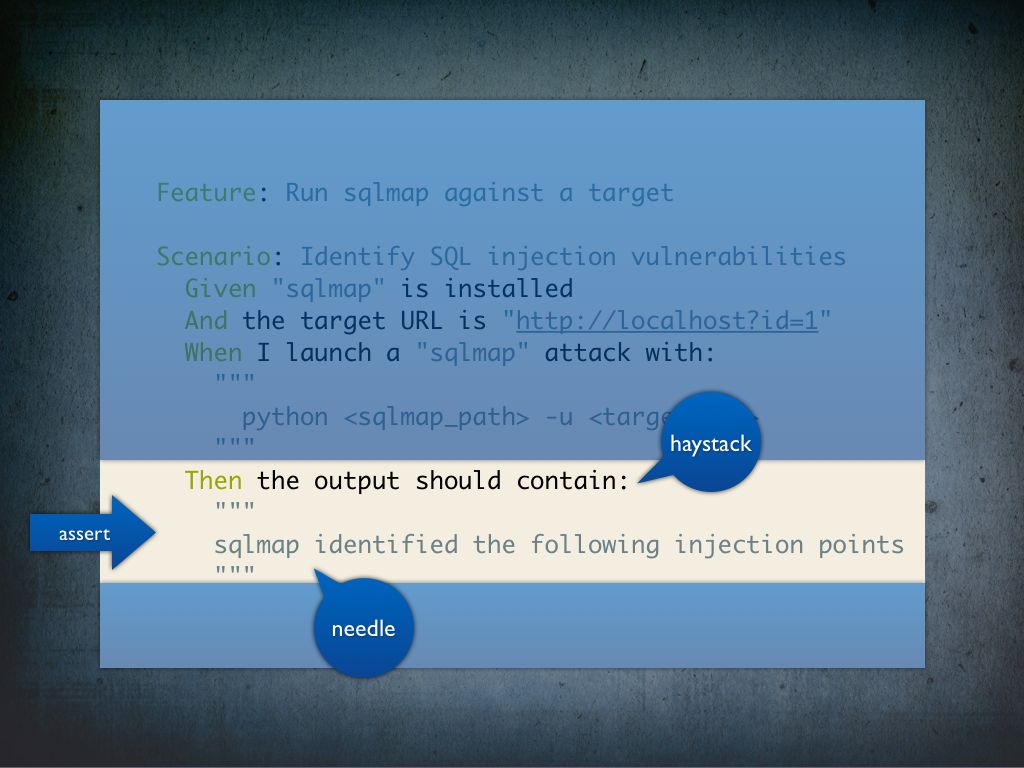 Feature: Run sqlmap against a target
Scenario: Identify SQL injection vulnerabilities
Given "sqlmap" is installed
And the target URL is "http://localhost?id=1"
When I launch a "sqlmap" attack with:
"""
python <sqlmap_path> -u
"""
haystack
Then the output should contain:
"""
assert
sqlmap identified the following injection points
"""
needle